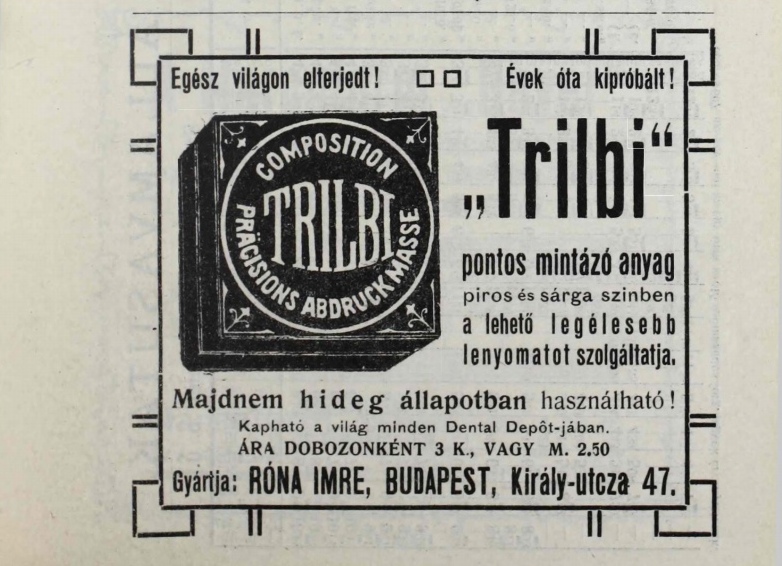 Egész világon elterjedt! □□ Évek óta kipróbált!
COMPOSITION
TRILBI
PRÄCISIONS ABDRUCKMASSE
„Trilbi“
pontos mintázó anyag
piros és sárga szinben
a lehető legélesebb
lenyomatot szolgáltatja.
Majdnem hideg állapotban használható!
Kapható a világ minden Dental Depôt-jában.
ÁRA DOBOZONKÉNT 3 K., VAGY M. 2.50
Gyártja: RÓNA IMRE, BUDAPEST, Király-utcza 47.